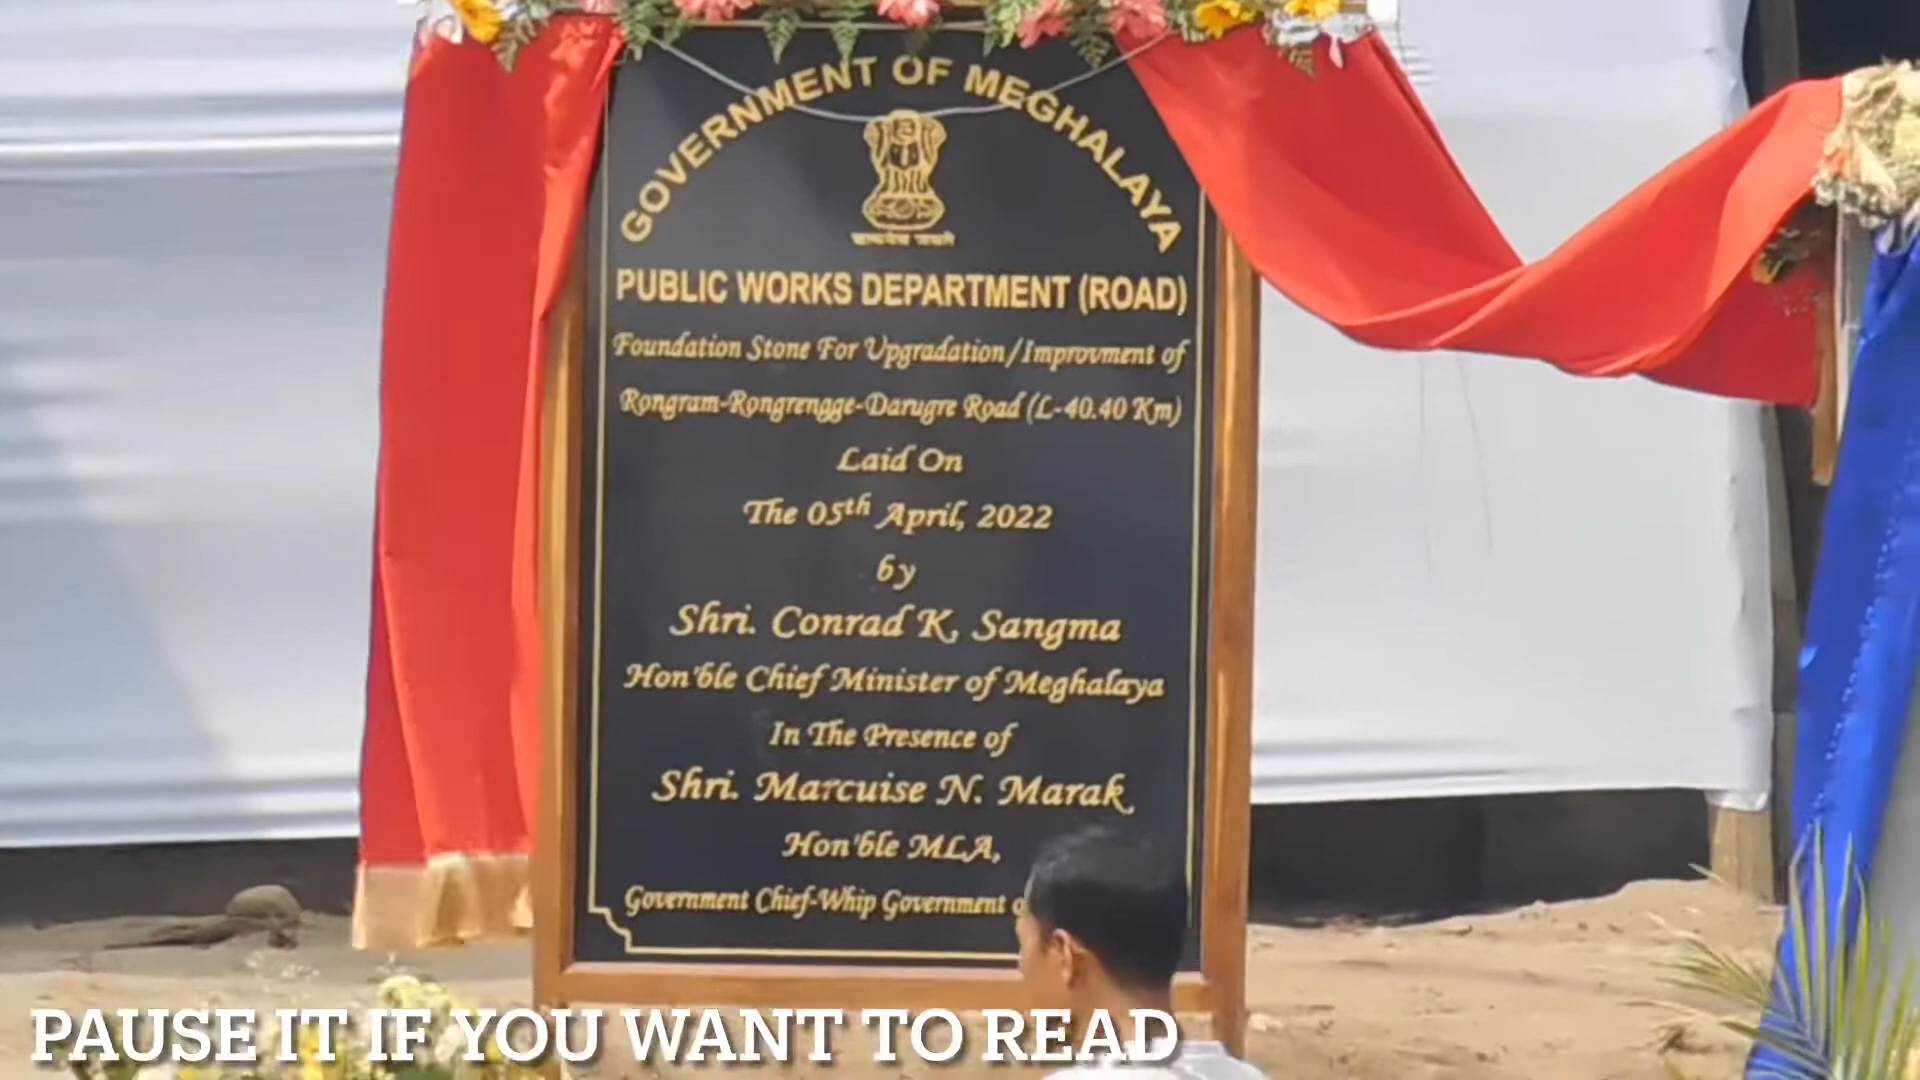 GOVERNMENT OF MEGHALAYA
सत्यमेव जयते
PUBLIC WORKS DEPARTMENT (ROAD)
Foundation Stone For Upgradation/Improvment of
Rongram-Rongrengge-Darugre Road (L-40.40 Km)
Laid On
The 05th April, 2022
by
Shri. Conrad K. Sangma
Hon'ble Chief Minister of Meghalaya
In The Presence of
Shri. Marcuise N. Marak
Hon'ble MLA,
Government Chief-Whip Government
PAUSE IT IF YOU WANT TO READ